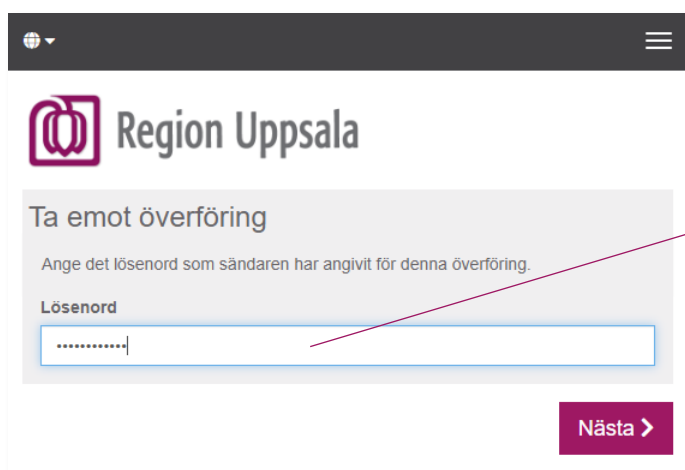 Region Uppsala
Ta emot överföring
Ange det lösenord som sändaren har angivit för denna överföring.
Lösenord
••••••••••••
Nästa